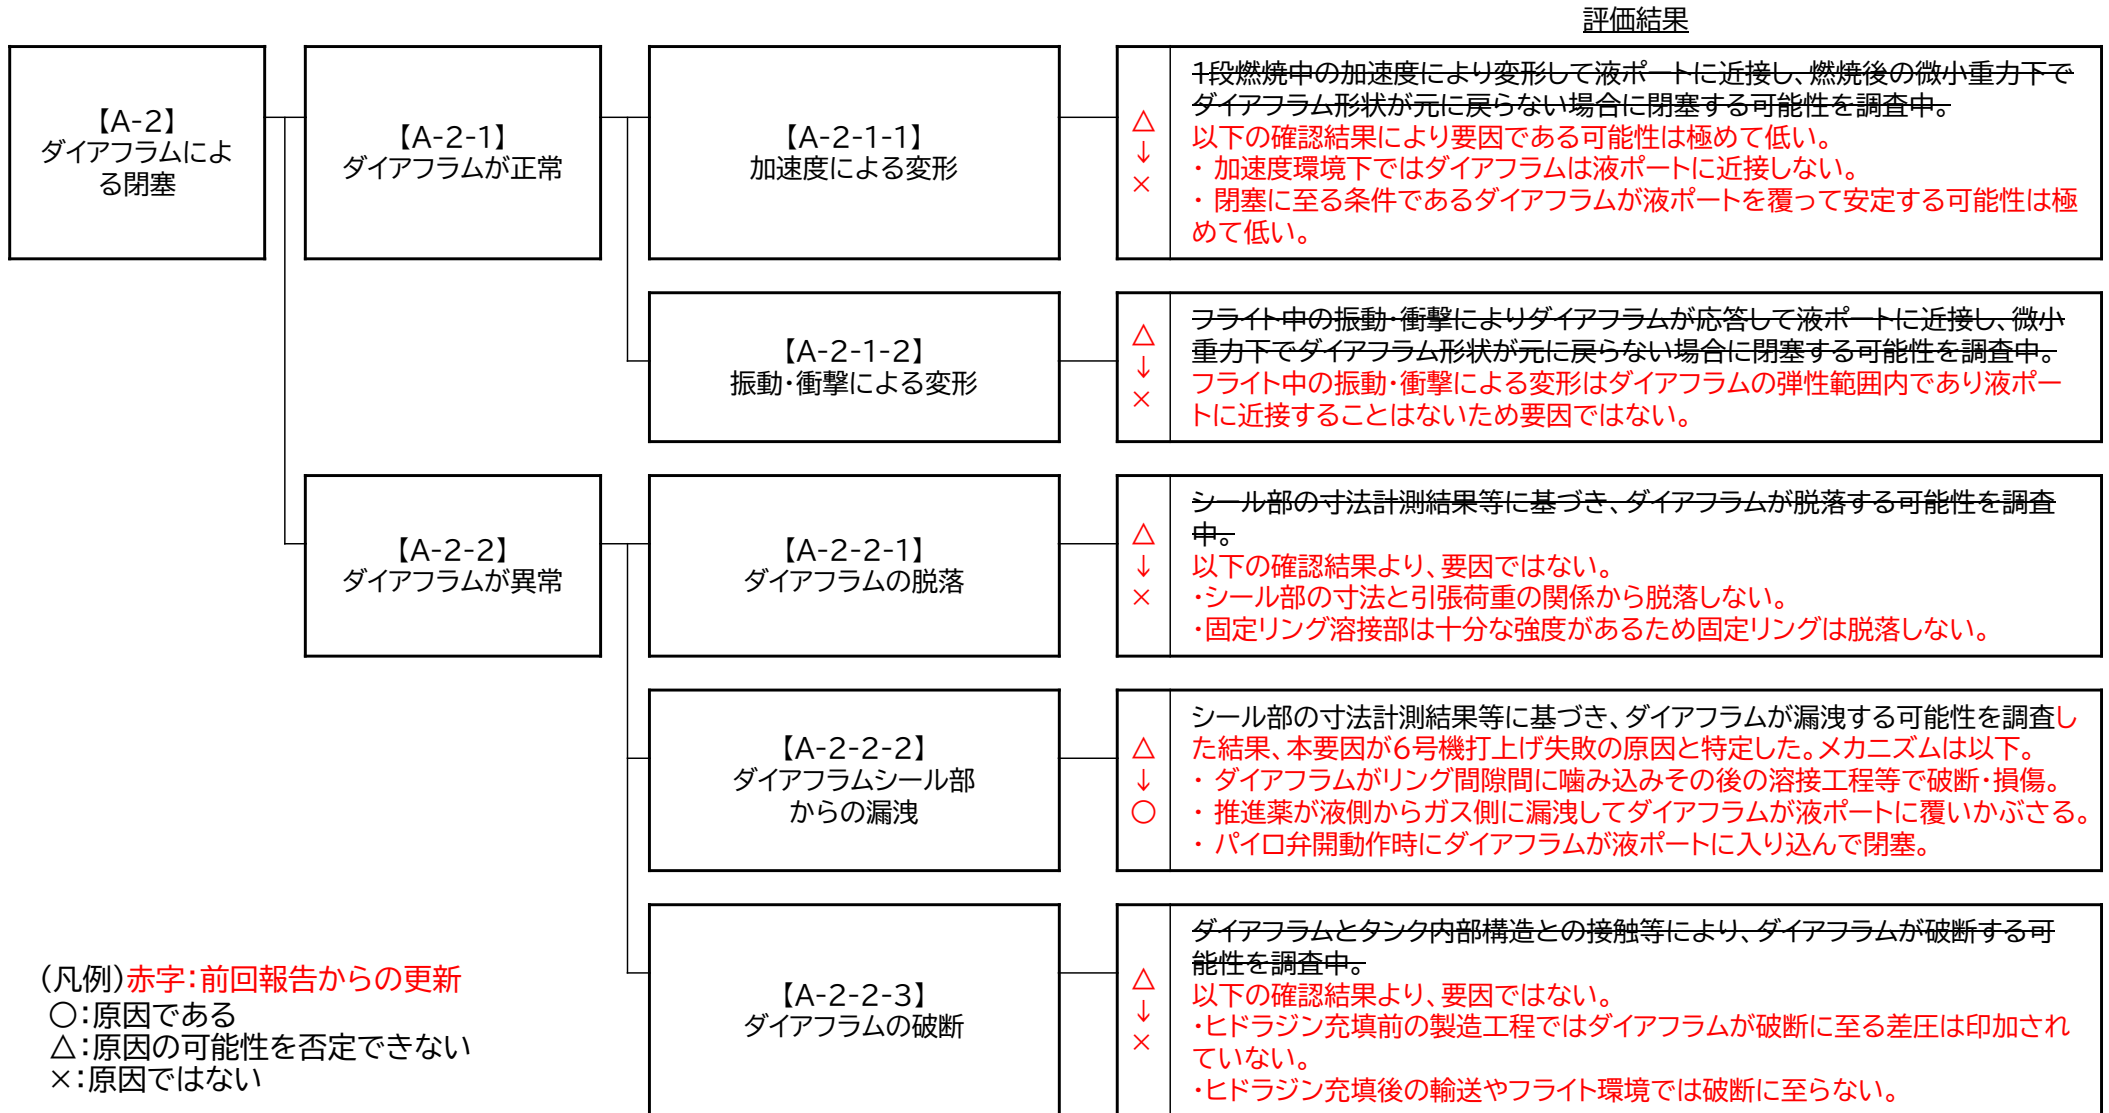 評価結果
【A-2】
ダイアフラムによ
る閉塞
【A-2-1】
ダイアフラムが正常
【A-2-1-1】
加速度による変形
△
↓
×
1段燃焼中の加速度により変形して液ポートに近接し、燃焼後の微小重力下で
ダイアフラム形状が元に戻らない場合に閉塞する可能性を調査中。
以下の確認結果により要因である可能性は極めて低い。
・ 加速度環境下ではダイアフラムは液ポートに近接しない。
・ 閉塞に至る条件であるダイアフラムが液ポートを覆って安定する可能性は極
めて低い。
【A-2-1-2】
振動・衝撃による変形
△
↓
×
フライト中の振動・衝撃によりダイアフラムが応答して液ポートに近接し、微小
重力下でダイアフラム形状が元に戻らない場合に閉塞する可能性を調査中。
フライト中の振動・衝撃による変形はダイアフラムの弾性範囲内であり液ポー
トに近接することはないため要因ではない。
【A-2-2】
ダイアフラムが異常
【A-2-2-1】
ダイアフラムの脱落
△
↓
×
シール部の寸法計測結果等に基づき、ダイアフラムが脱落する可能性を調査
中。
以下の確認結果より、要因ではない。
・シール部の寸法と引張荷重の関係から脱落しない。
・固定リング溶接部は十分な強度があるため固定リングは脱落しない。
【A-2-2-2】
ダイアフラムシール部
からの漏洩
△
↓
○
シール部の寸法計測結果等に基づき、ダイアフラムが漏洩する可能性を調査し
た結果、本要因が6号機打上げ失敗の原因と特定した。メカニズムは以下。
・ ダイアフラムがリング間隙間に噛み込みその後の溶接工程等で破断・損傷。
・ 推進薬が液側からガス側に漏洩してダイアフラムが液ポートに覆いかぶさる。
・ パイロ弁開動作時にダイアフラムが液ポートに入り込んで閉塞。
【A-2-2-3】
ダイアフラムの破断
△
↓
×
ダイアフラムとタンク内部構造との接触等により、ダイアフラムが破断する可
能性を調査中。
以下の確認結果より、要因ではない。
・ヒドラジン充填前の製造工程ではダイアフラムが破断に至る差圧は印加され
ていない。
・ヒドラジン充填後の輸送やフライト環境では破断に至らない。
(凡例)赤字:前回報告からの更新
○:原因である
△:原因の可能性を否定できない
×:原因ではない